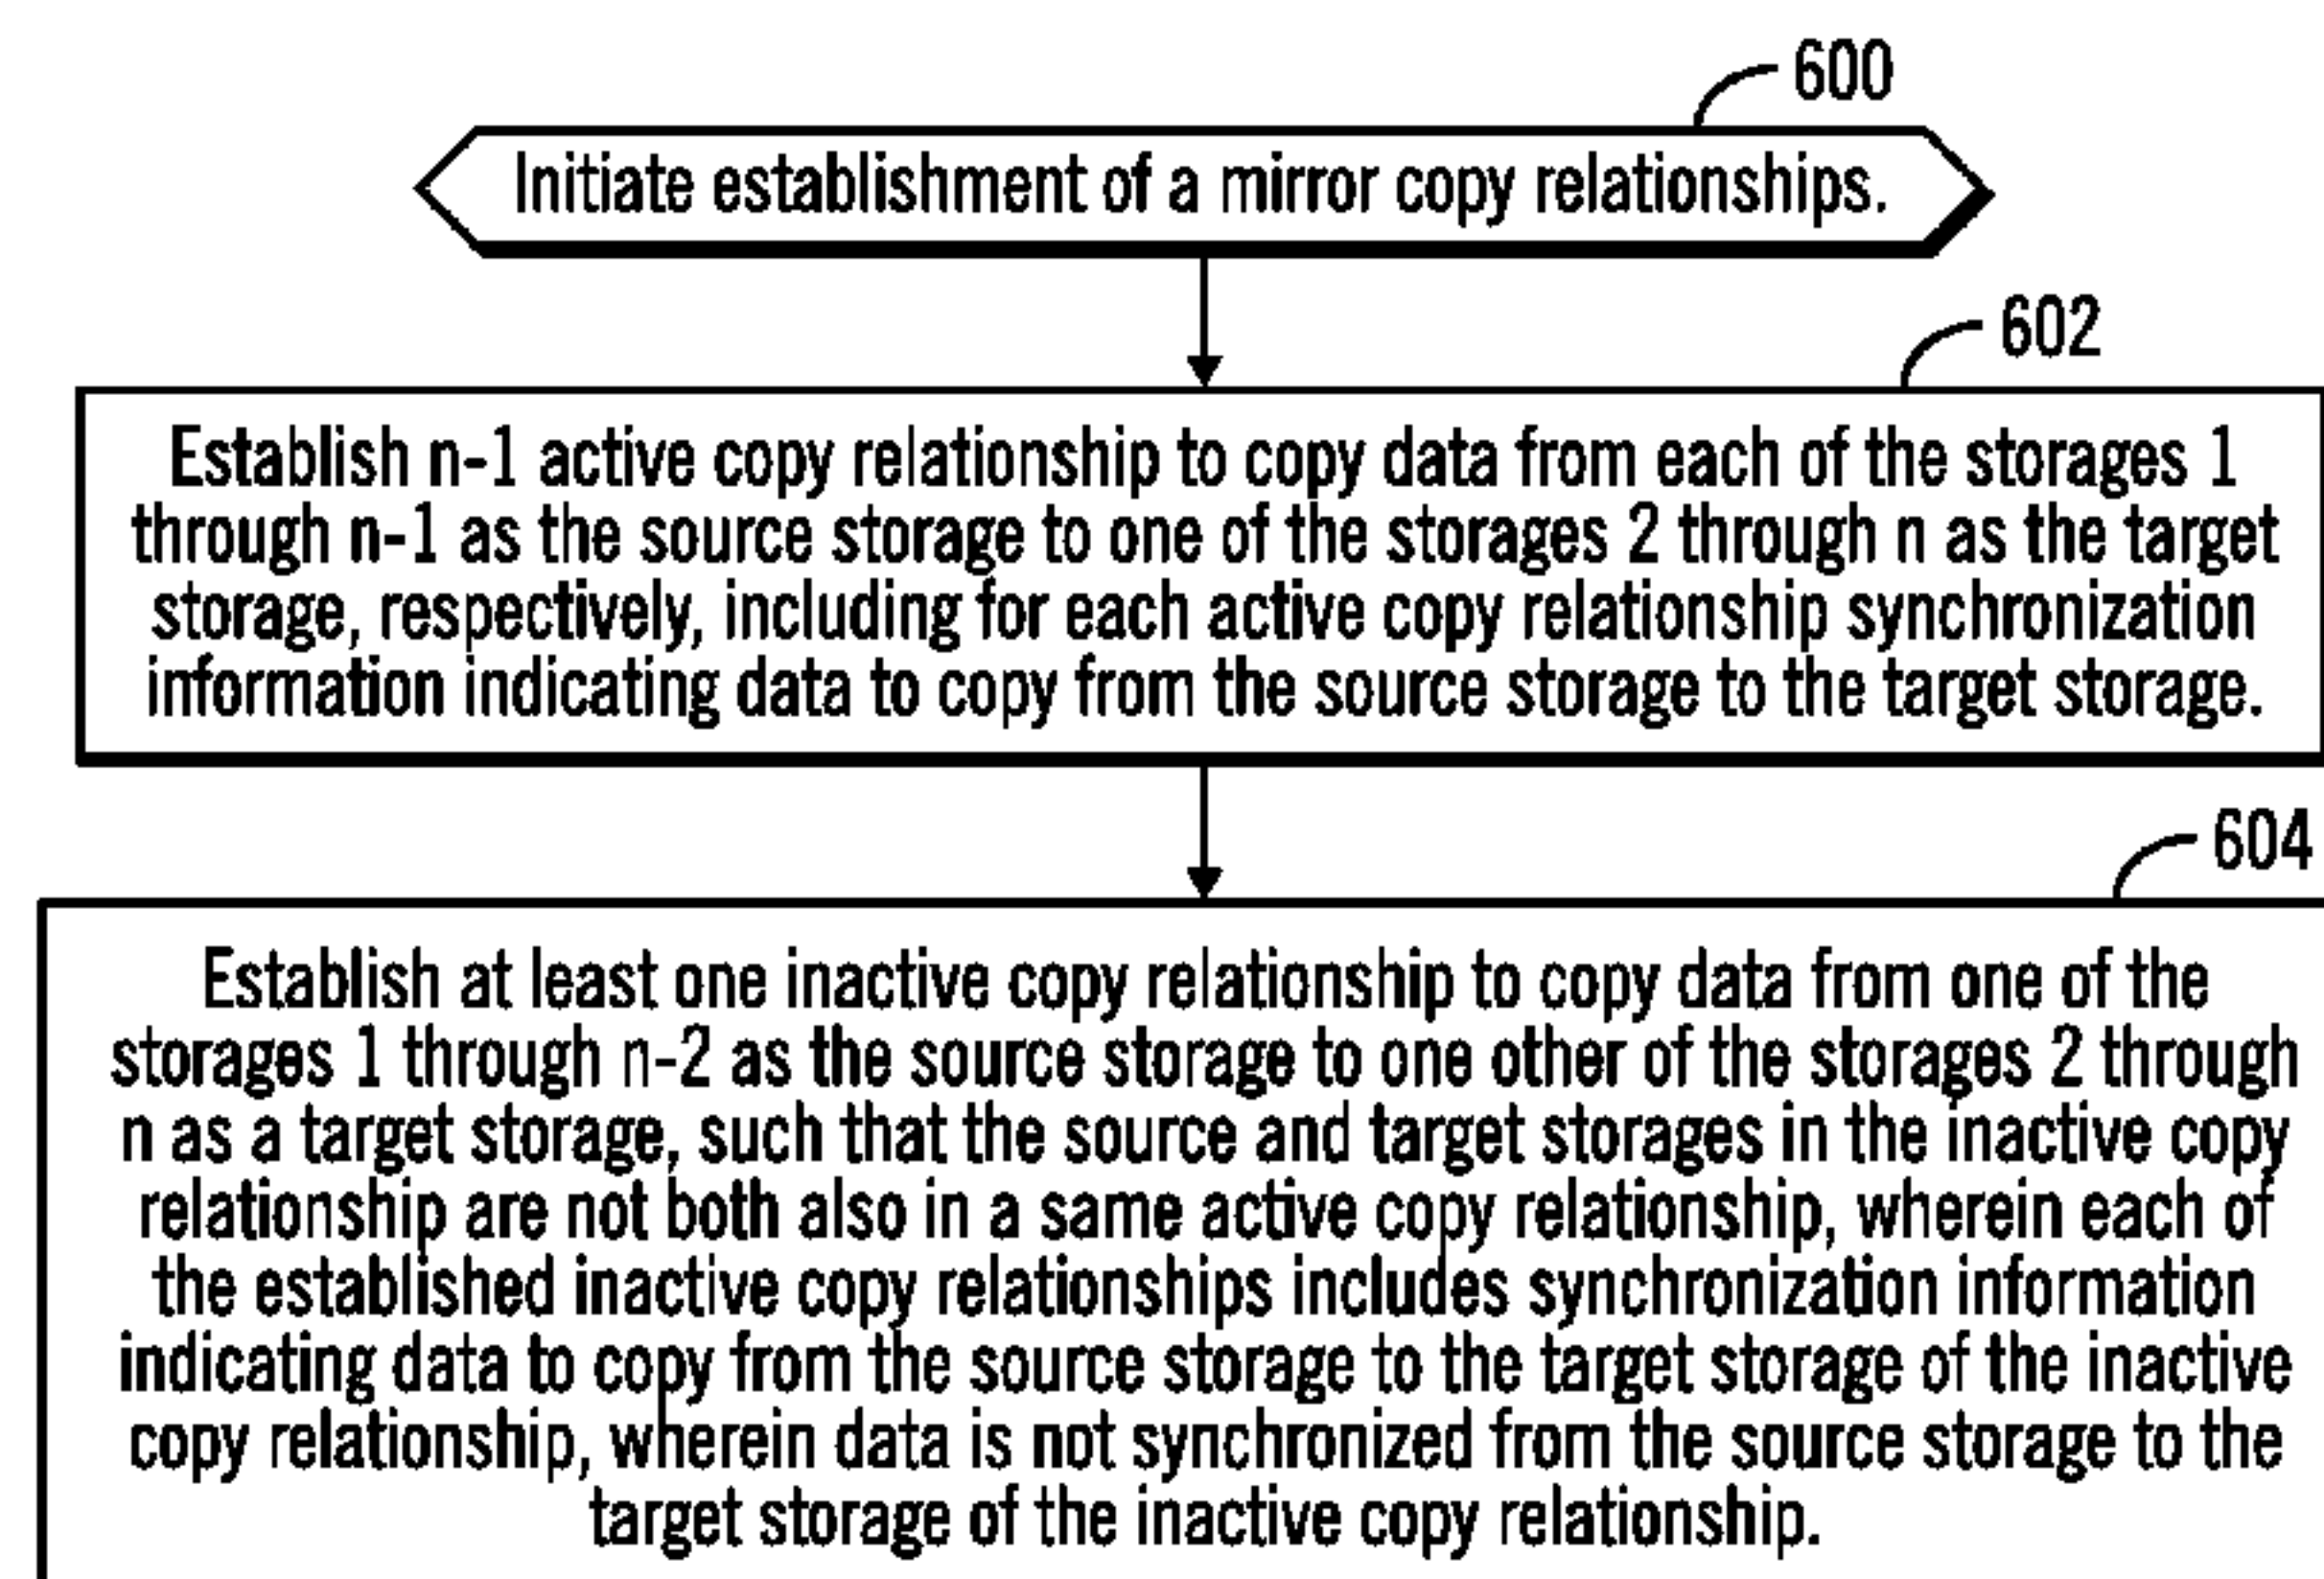 600
Initiate establishment of a mirror copy relationships.
602
Establish n-1 active copy relationship to copy data from each of the storages 1
through n-1 as the source storage to one of the storages 2 through n as the target
storage, respectively, including for each active copy relationship synchronization
information indicating data to copy from the source storage to the target storage.
604
Establish at least one inactive copy relationship to copy data from one of the
storages 1 through n-2 as the source storage to one other of the storages 2 through
n as a target storage, such that the source and target storages in the inactive copy
relationship are not both also in a same active copy relationship, wherein each of
the established inactive copy relationships includes synchronization information
indicating data to copy from the source storage to the target storage of the inactive
copy relationship, wherein data is not synchronized from the source storage to the
target storage of the inactive copy relationship.